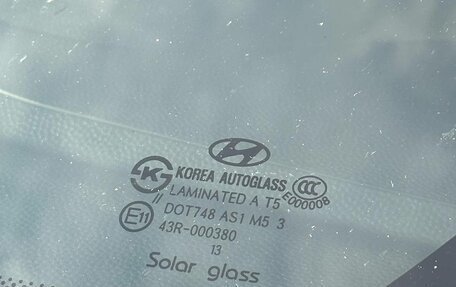 KOREA AUTOGLASS
LAMINATED A T5
E000008
// DOT748 AS1 M5 3
E11 43R-000380
13
Solar glass